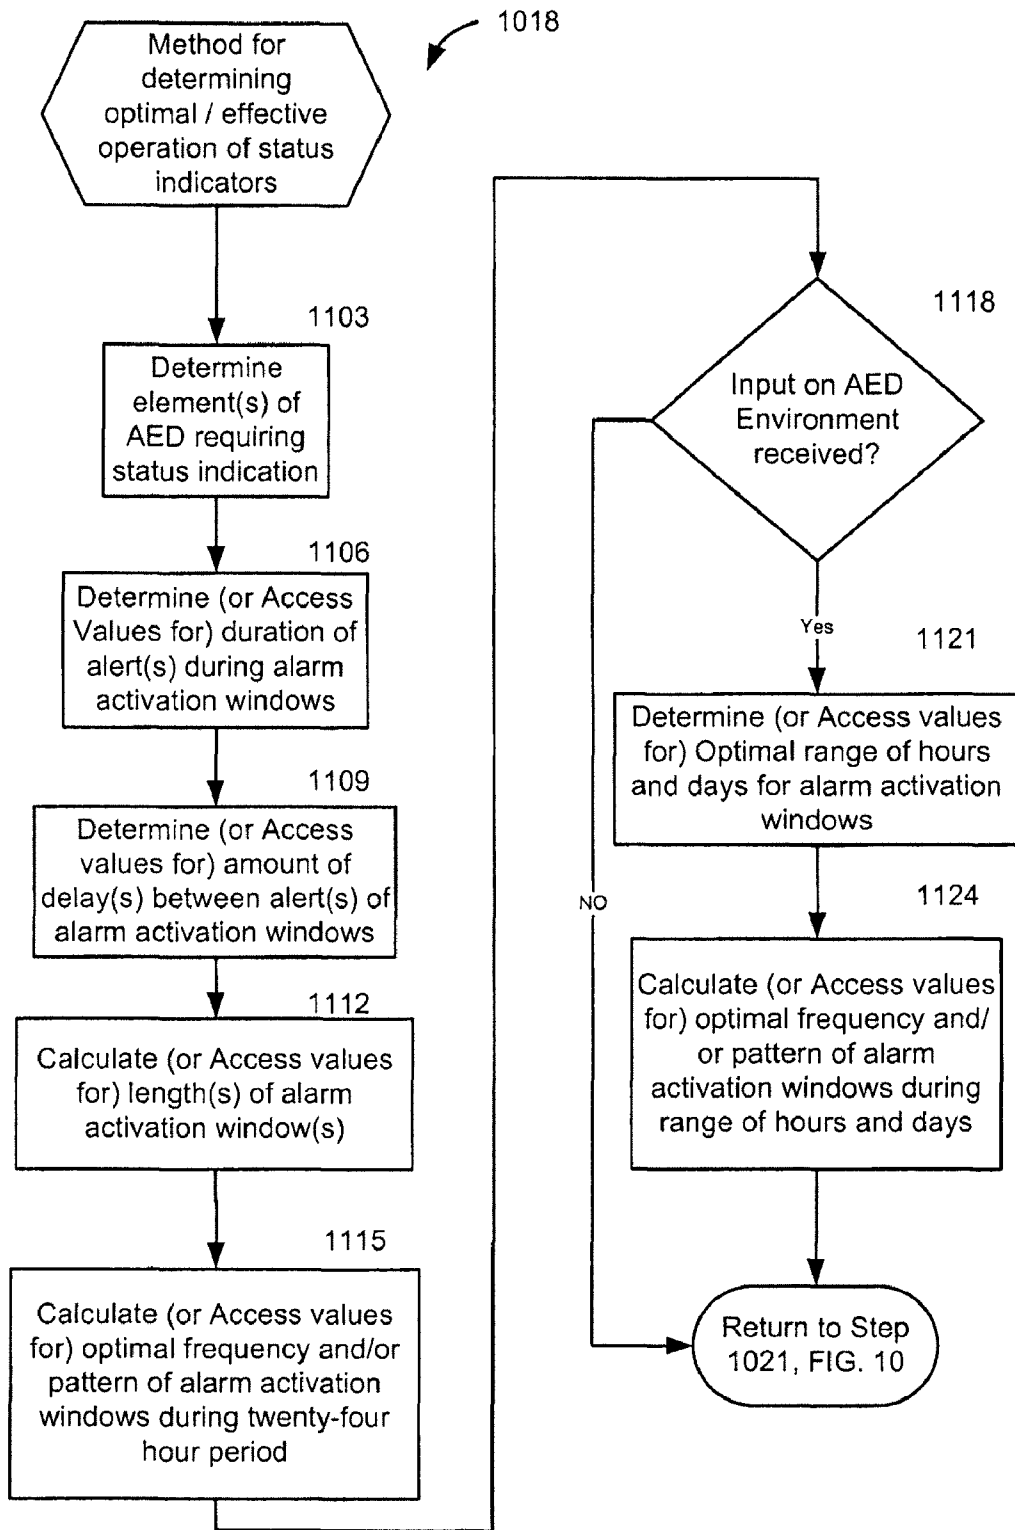 1018
Method for
determining
optimal / effective
operation of status
indicators
1103
Determine
element(s) of
AED requiring
status indication
1106
Determine (or Access
Values for) duration of
alert(s) during alarm
activation windows
1109
Determine (or Access
values for) amount of
delay(s) between alert(s) of
alarm activation windows
1112
Calculate (or Access values
for) length(s) of alarm
activation window(s)
1115
Calculate (or Access values
for) optimal frequency and/or
pattern of alarm activation
windows during twenty-four
hour period
1118
Input on AED
Environment
received?
Yes
NO
1121
Determine (or Access values
for) Optimal range of hours
and days for alarm activation
windows
1124
Calculate (or Access values
for) optimal frequency and/
or pattern of alarm
activation windows during
range of hours and days
Return to Step
1021, FIG. 10